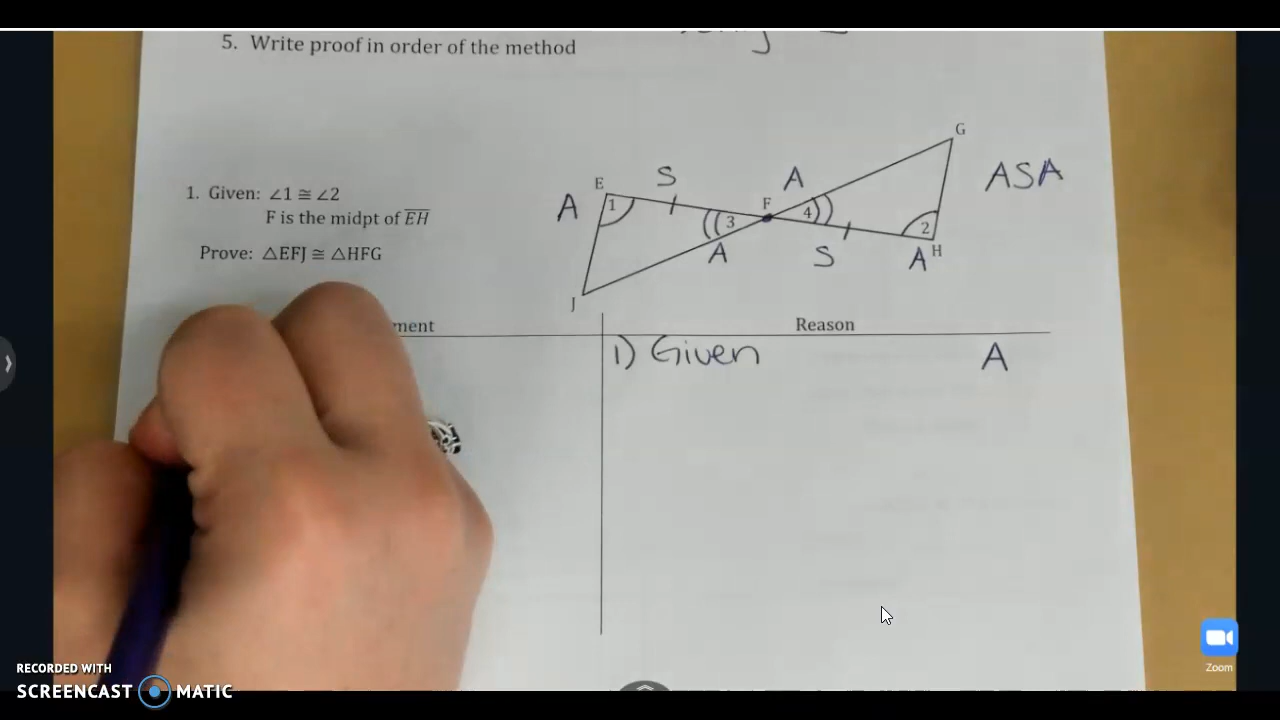 5. Write proof in order of the method
G
S
A
ASA
1. Given: ∠1 ≅ ∠2
E
A
1
F
4
3
2
F is the midpt of EH
A
S
A
H
Prove: △EFJ ≅ △HFG
J
Reason
1) Given
A
RECORDED WITH
SCREENCAST MATIC
Zoom